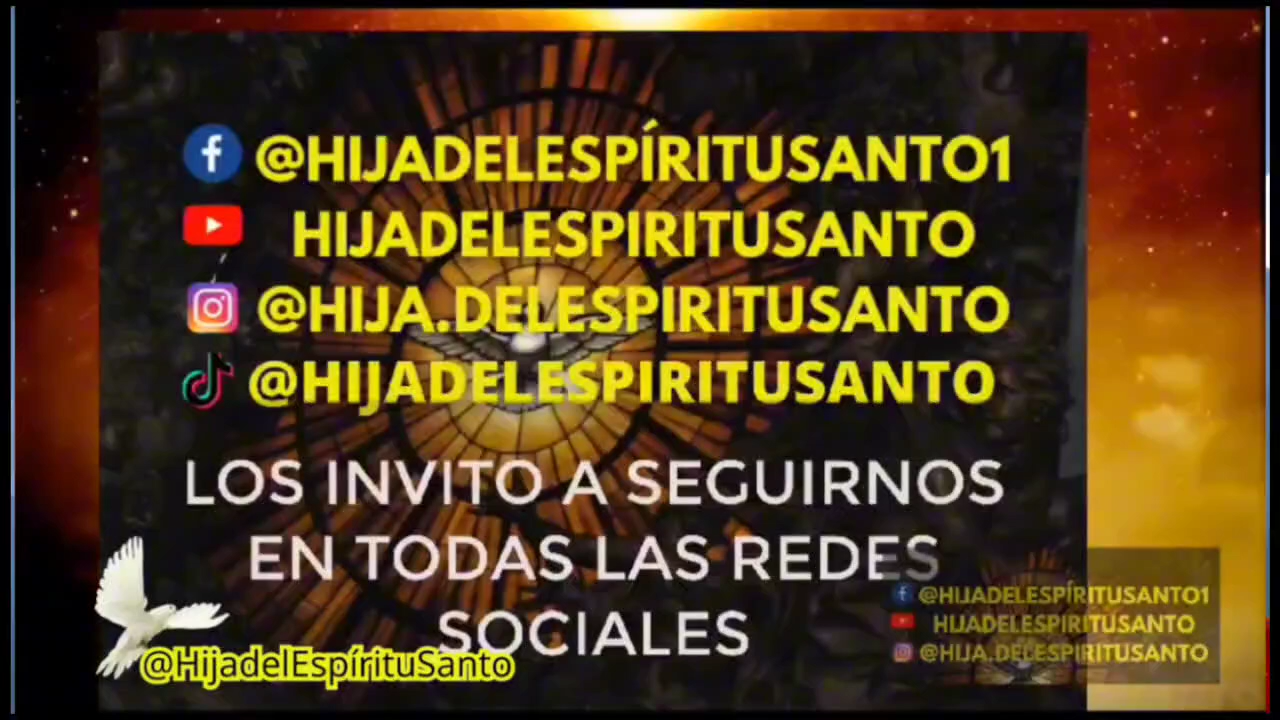 @HIJADELESPÍRITUSANTO1
HIJADELESPIRITUSANTO
@HIJA.DELESPIRITUSANTO
@HIJADELESPIRITUSANTO
LOS INVITO A SEGUIRNOS
EN TODAS LAS REDES
SOCIALES
@HijadelEspírituSanto
@HIJADELESPÍRITUSANTO1
HIJADELESPIRITUSANTO
@HIJA.DELESPIRITUSANTO